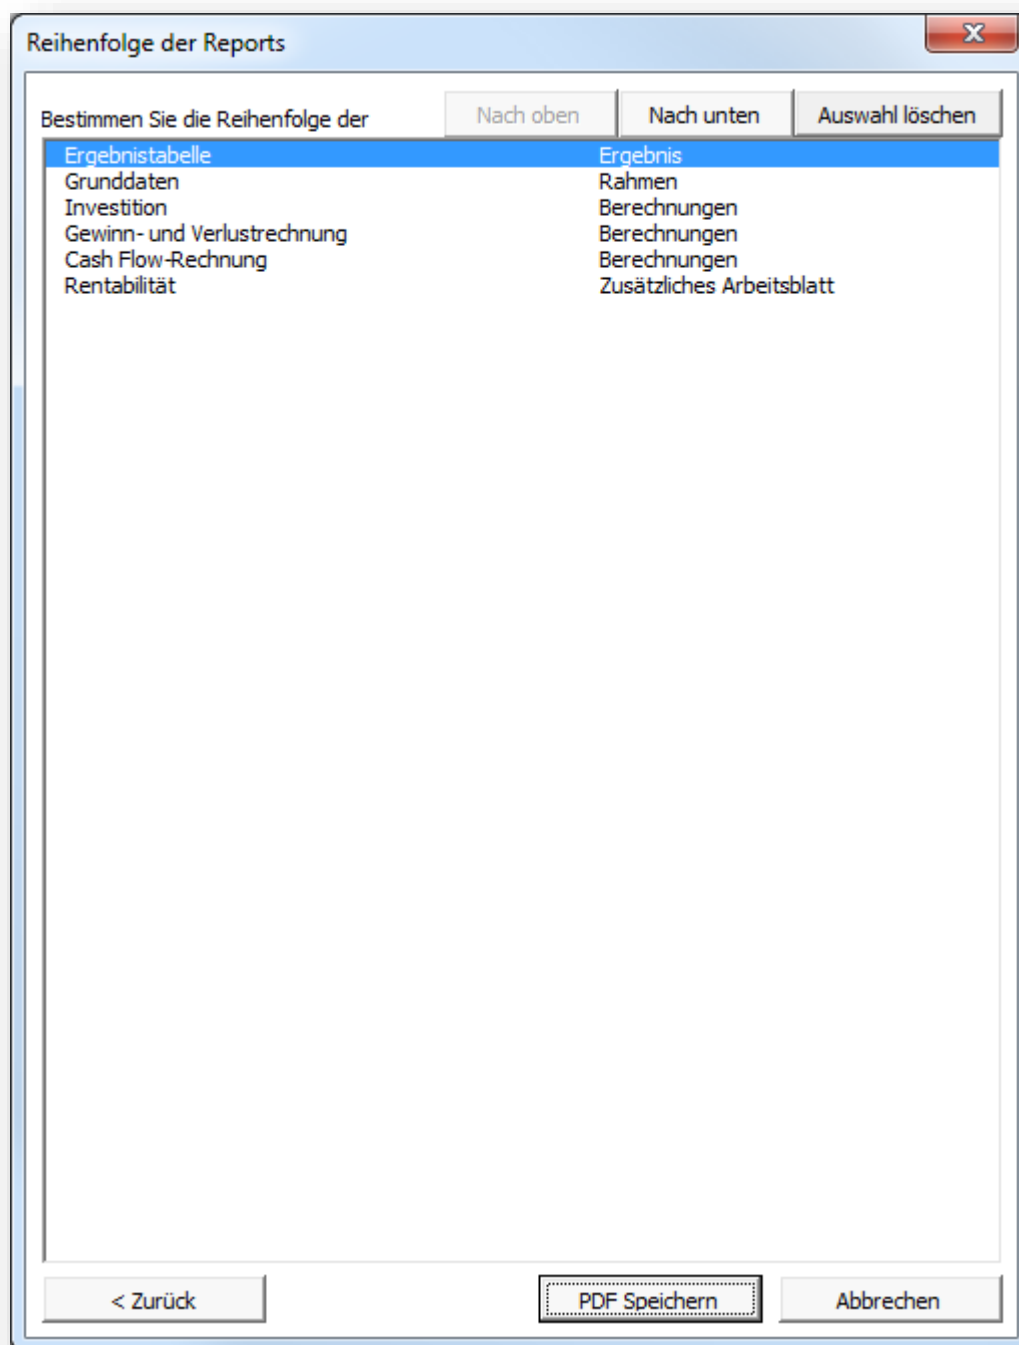 Reihenfolge der Reports
Bestimmen Sie die Reihenfolge der Nach oben Nach unten Auswahl löschen
Ergebnistabelle Ergebnis
Grunddaten Rahmen
Investition Berechnungen
Gewinn- und Verlustrechnung Berechnungen
Cash Flow-Rechnung Berechnungen
Rentabilität Zusätzliches Arbeitsblatt
< Zurück PDF Speichern Abbrechen